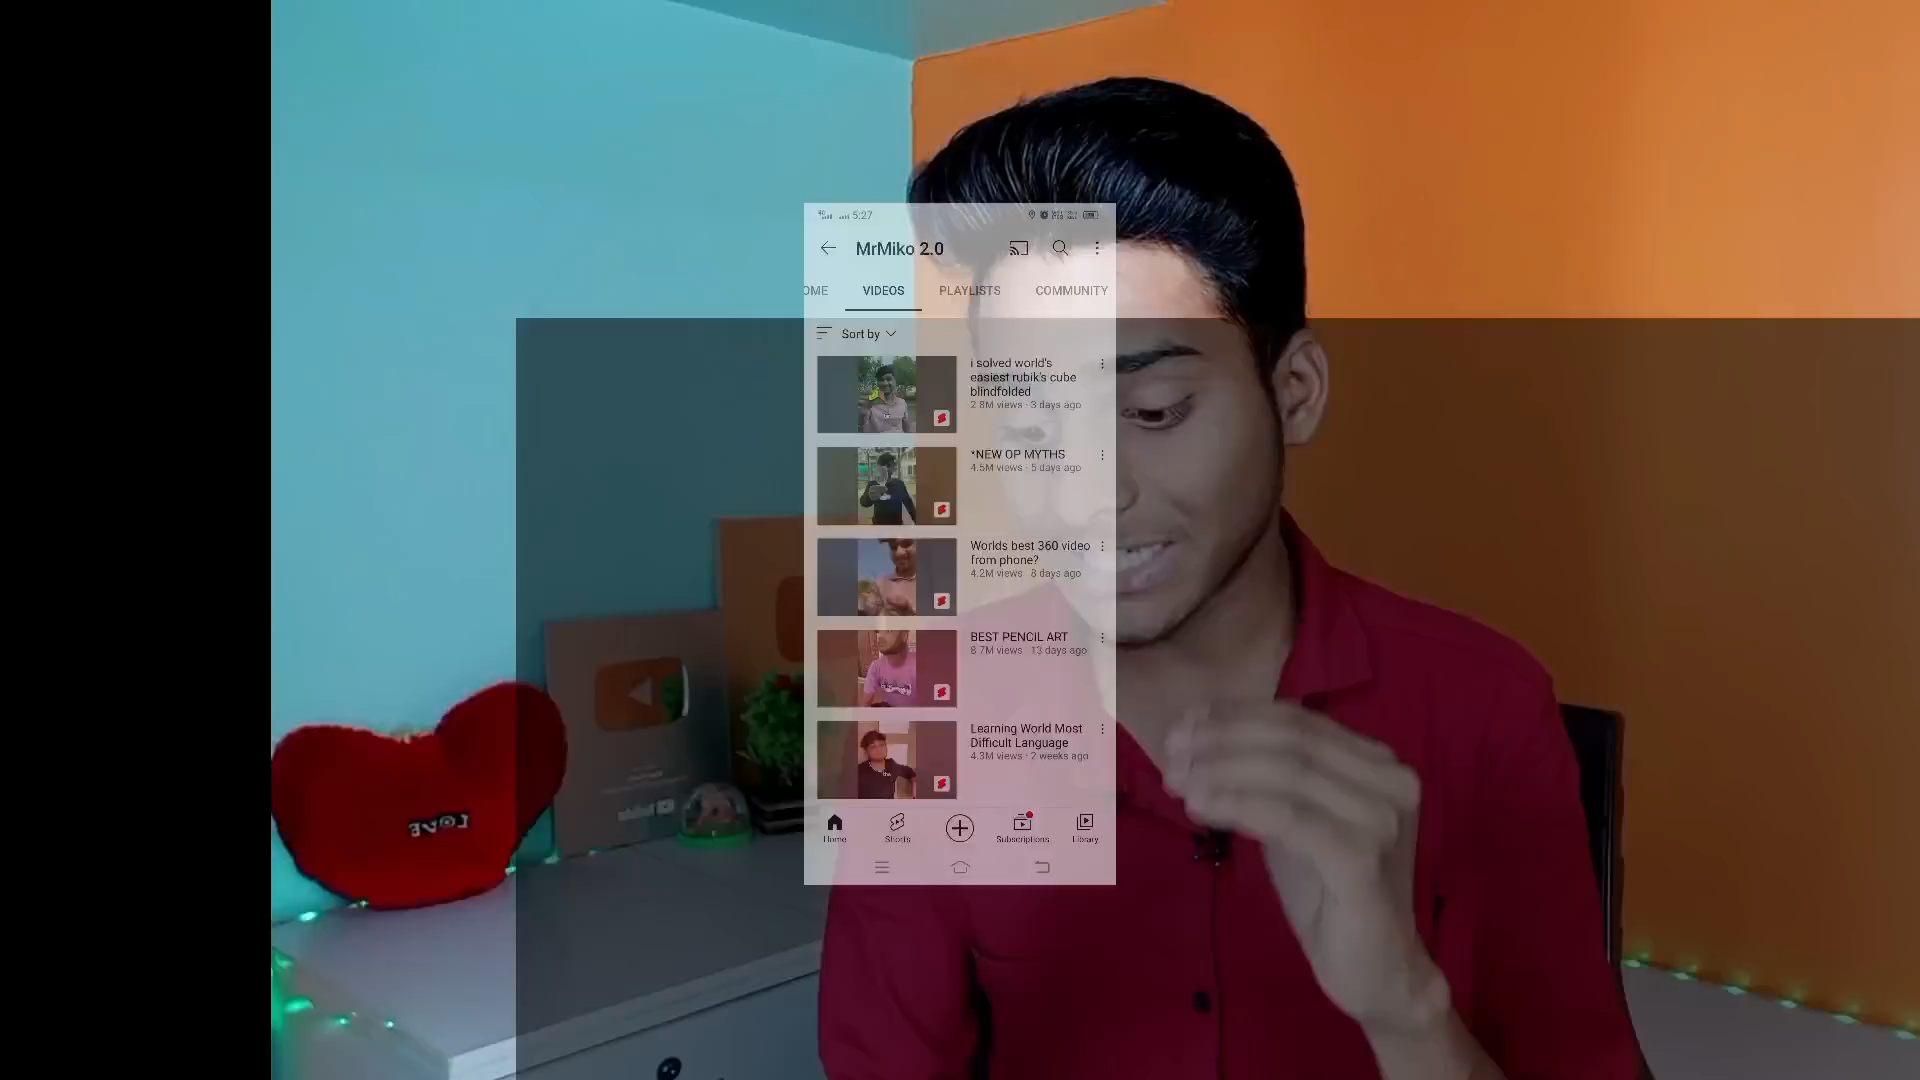 5:27
MrMiko 2.0
OME VIDEOS PLAYLISTS COMMUNITY
Sort by
i solved world's
easiest rubik's cube
blindfolded
2.8M views · 3 days ago
*NEW OP MYTHS
4.5M views · 5 days ago
Worlds best 360 video
from phone?
4.2M views · 8 days ago
BEST PENCIL ART
8.7M views · 13 days ago
Learning World Most
Difficult Language
4.3M views · 2 weeks ago
Home Shorts Subscriptions Library
LOVE